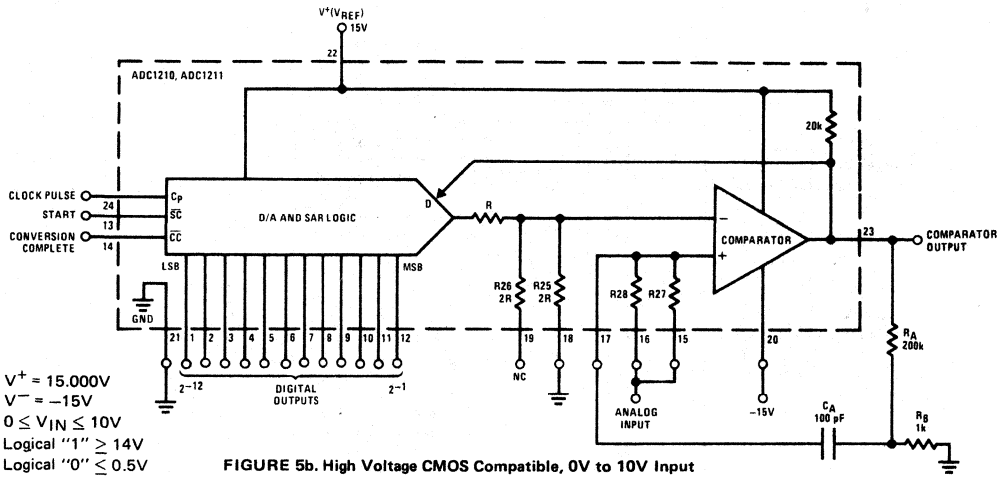 V⁺(VREF)
15V
22
ADC1210, ADC1211
20k
CLOCK PULSE
CP
24
START
SC
13
CONVERSION
COMPLETE
CC
14
D/A AND SAR LOGIC
D
R
LSB
MSB
−
COMPARATOR
+
23
COMPARATOR
OUTPUT
R26
2R
R25
2R
R28
R27
RA
200k
GND
21
1
2
3
4
5
6
7
8
9
10
11
12
19
18
17
16
15
20
2⁻¹²
DIGITAL
OUTPUTS
2⁻¹
NC
ANALOG
INPUT
−15V
CA
100 pF
RB
1k
V⁺ = 15.000V
V⁻ = −15V
0 ≤ VIN ≤ 10V
Logical "1" ≥ 14V
Logical "0" ≤ 0.5V
FIGURE 5b. High Voltage CMOS Compatible, 0V to 10V Input